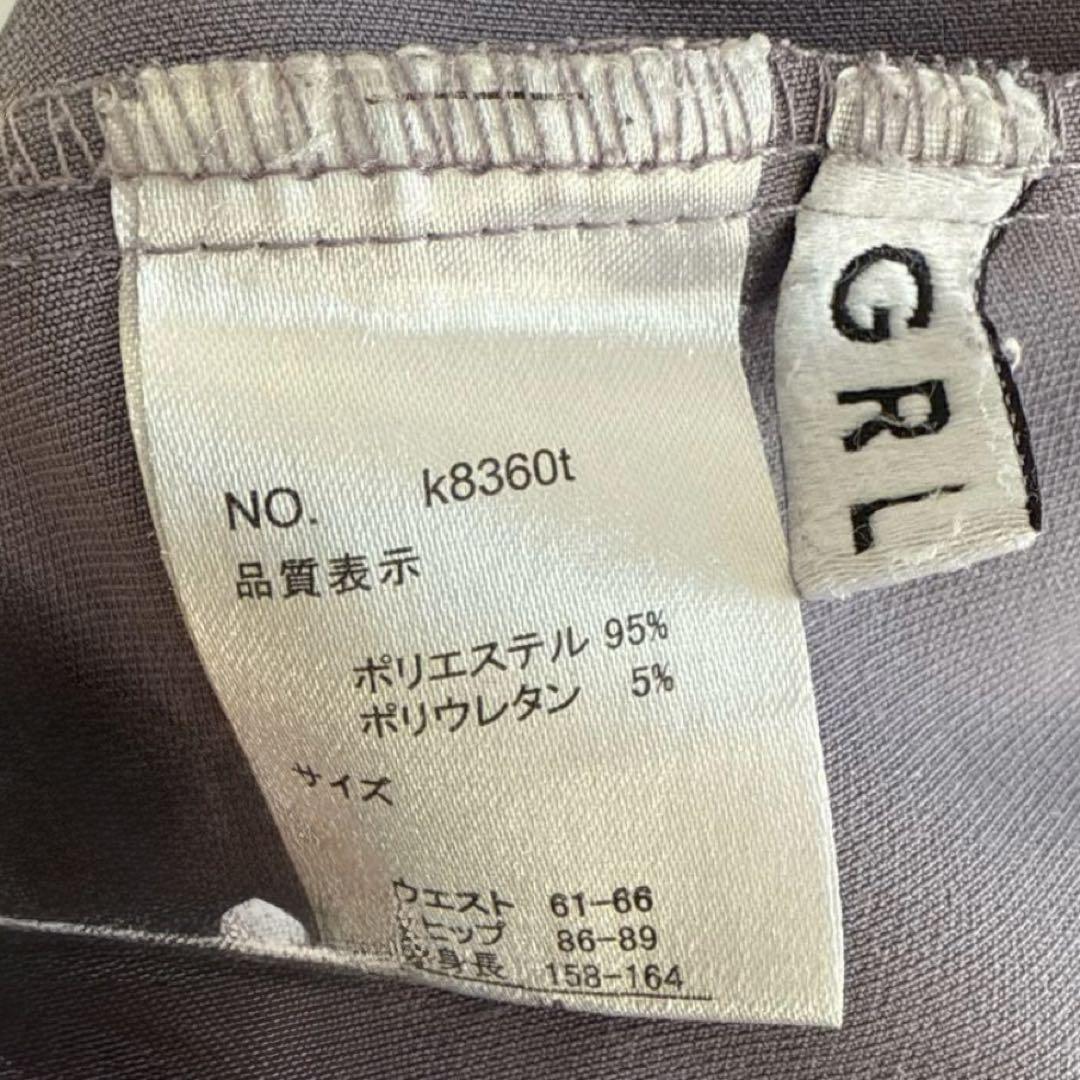 NO. k8360t
品質表示
ポリエステル 95%
ポリウレタン 5%
サイズ
ウエスト 61-66
ヒップ 86-89
身長 158-164
GRL